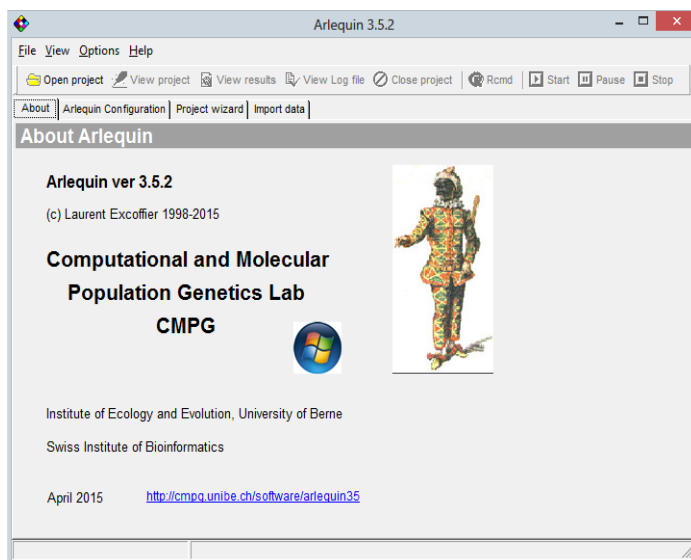 Arlequin 3.5.2
File View Options Help
Open project View project View results View Log file Close project Rcmd Start Pause Stop
About Arlequin Configuration Project wizard Import data
About Arlequin
Arlequin ver 3.5.2
(c) Laurent Excoffier 1998-2015
Computational and Molecular
Population Genetics Lab
CMPG
Institute of Ecology and Evolution, University of Berne
Swiss Institute of Bioinformatics
April 2015 http://cmpg.unibe.ch/software/arlequin35